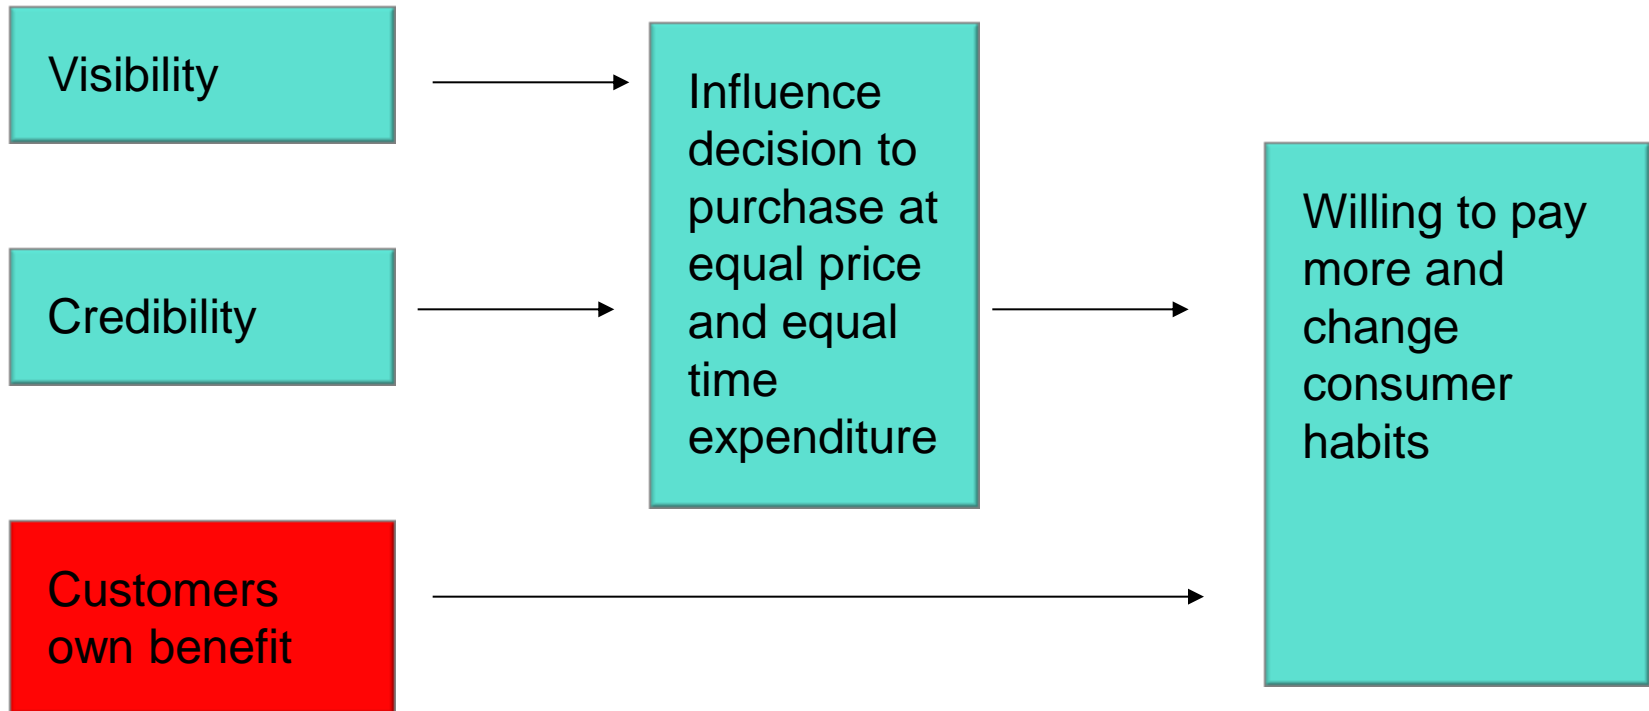 Visibility
Credibility
Customers
own benefit
Influence
decision to
purchase at
equal price
and equal
time
expenditure
Willing to pay
more and
change
consumer
habits